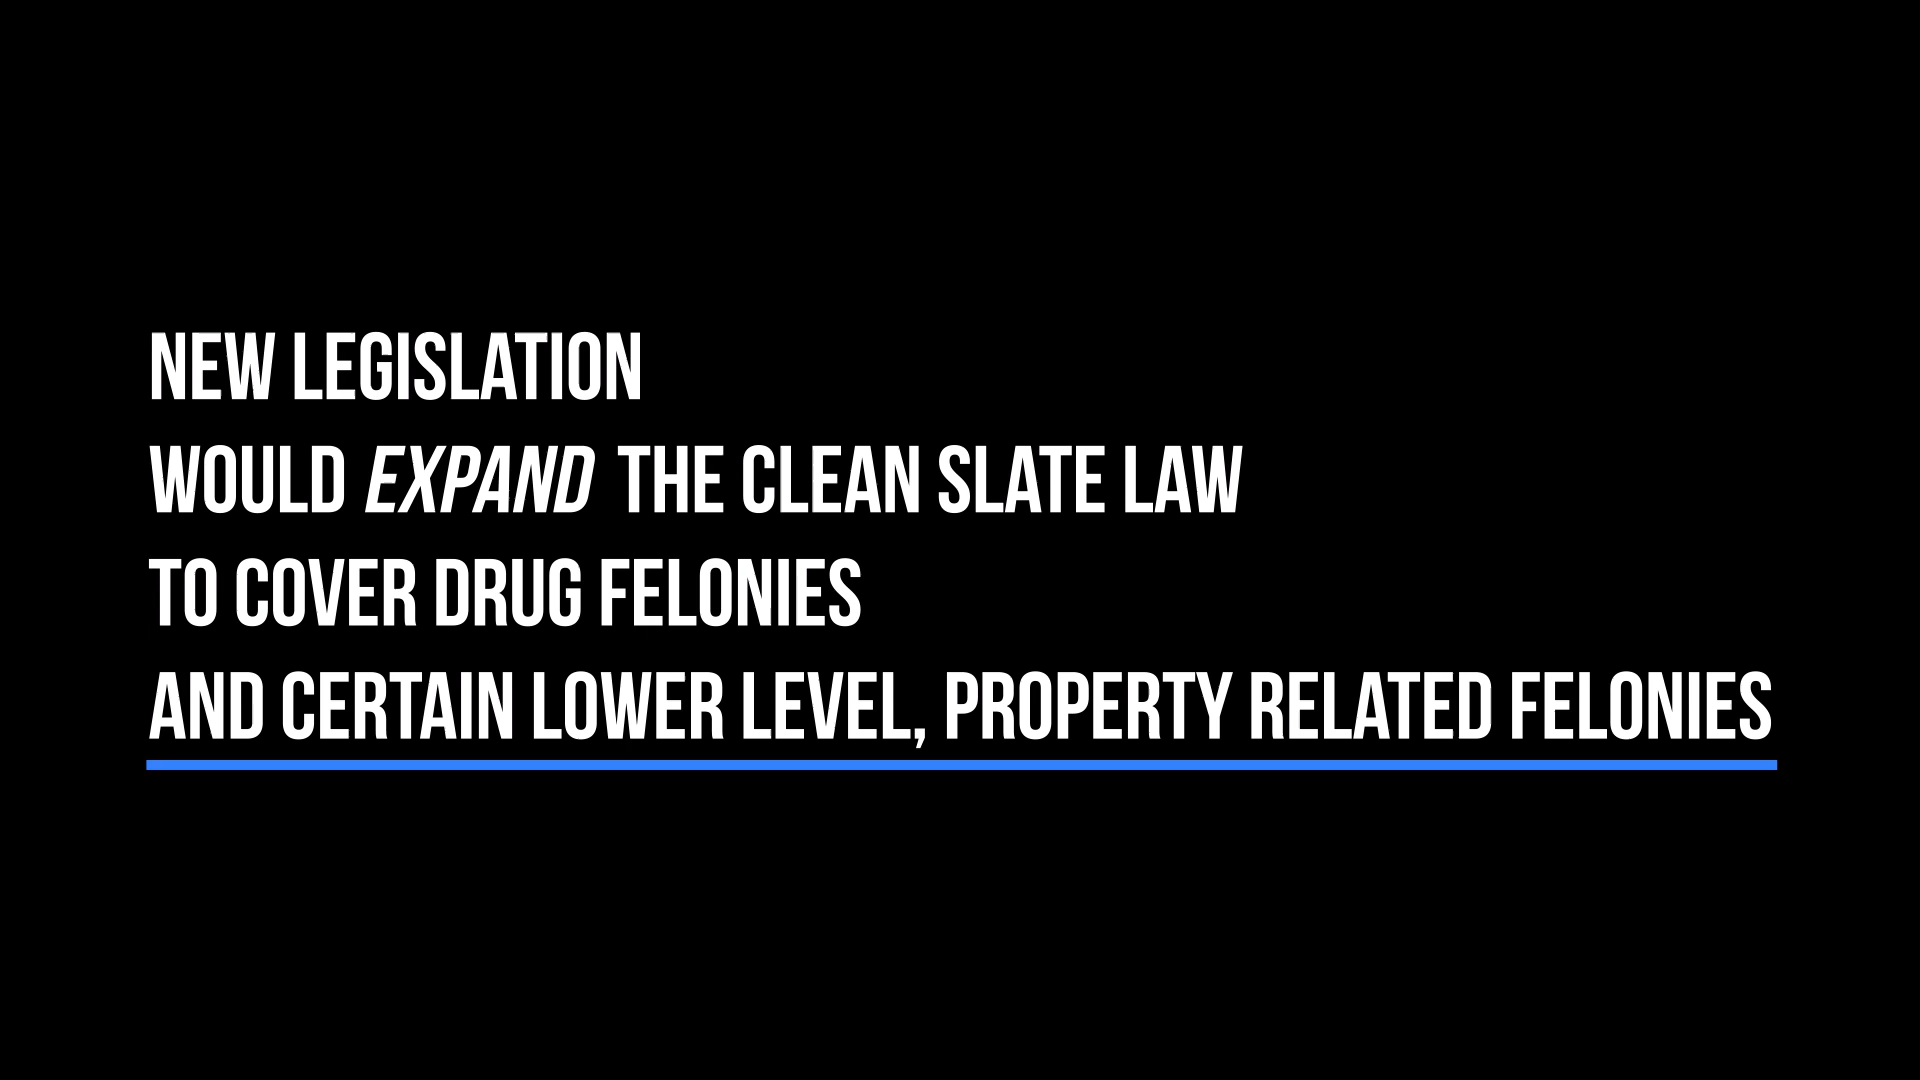 NEW LEGISLATION
WOULD EXPAND THE CLEAN SLATE LAW
TO COVER DRUG FELONIES
AND CERTAIN LOWER LEVEL, PROPERTY RELATED FELONIES